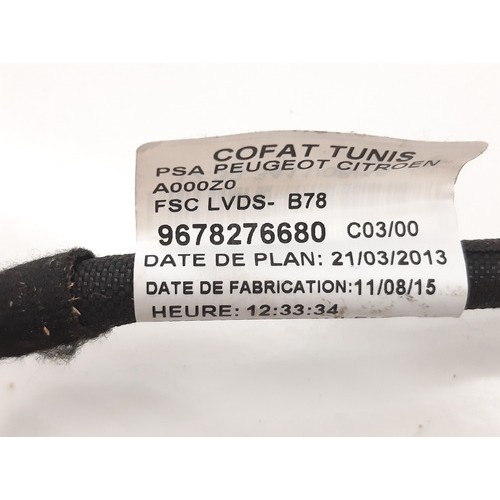 COFAT TUNIS
PSA PEUGEOT CITROEN
A000Z0
FSC LVDS- B78
9678276680 C03/00
DATE DE PLAN: 21/03/2013
DATE DE FABRICATION:11/08/15
HEURE: 12:33:34